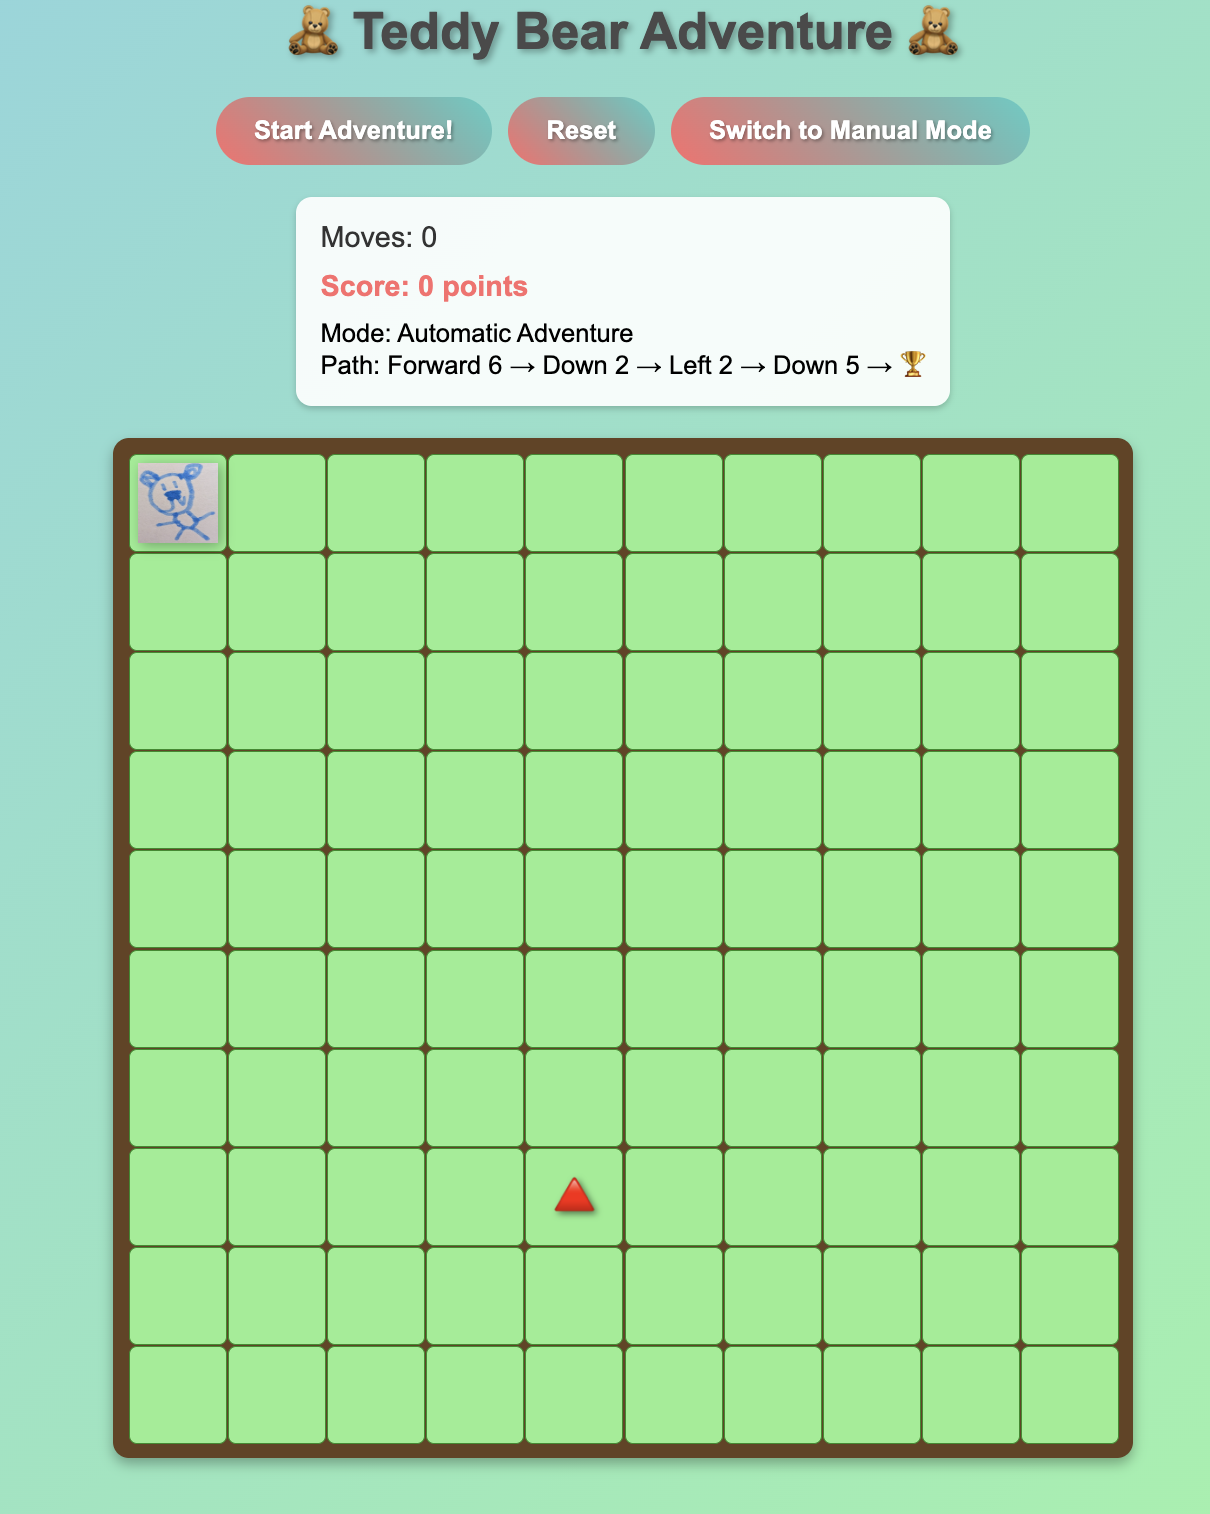 🧸 Teddy Bear Adventure 🧸
Start Adventure! Reset Switch to Manual Mode
Moves: 0
Score: 0 points
Mode: Automatic Adventure
Path: Forward 6 → Down 2 → Left 2 → Down 5 → 🏆